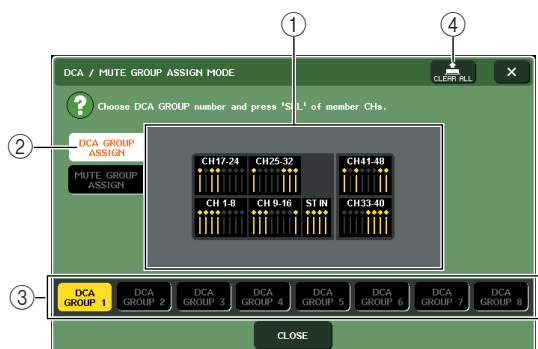 ① ④
DCA / MUTE GROUP ASSIGN MODE
CLEAR ALL
×
? Choose DCA GROUP number and press 'SEL' of member CHs.
②
DCA GROUP
ASSIGN
MUTE GROUP
ASSIGN
CH17-24 CH25-32 CH41-48
CH 1-8 CH 9-16 ST IN CH33-40
③
DCA
GROUP 1
DCA
GROUP 2
DCA
GROUP 3
DCA
GROUP 4
DCA
GROUP 5
DCA
GROUP 6
DCA
GROUP 7
DCA
GROUP 8
CLOSE